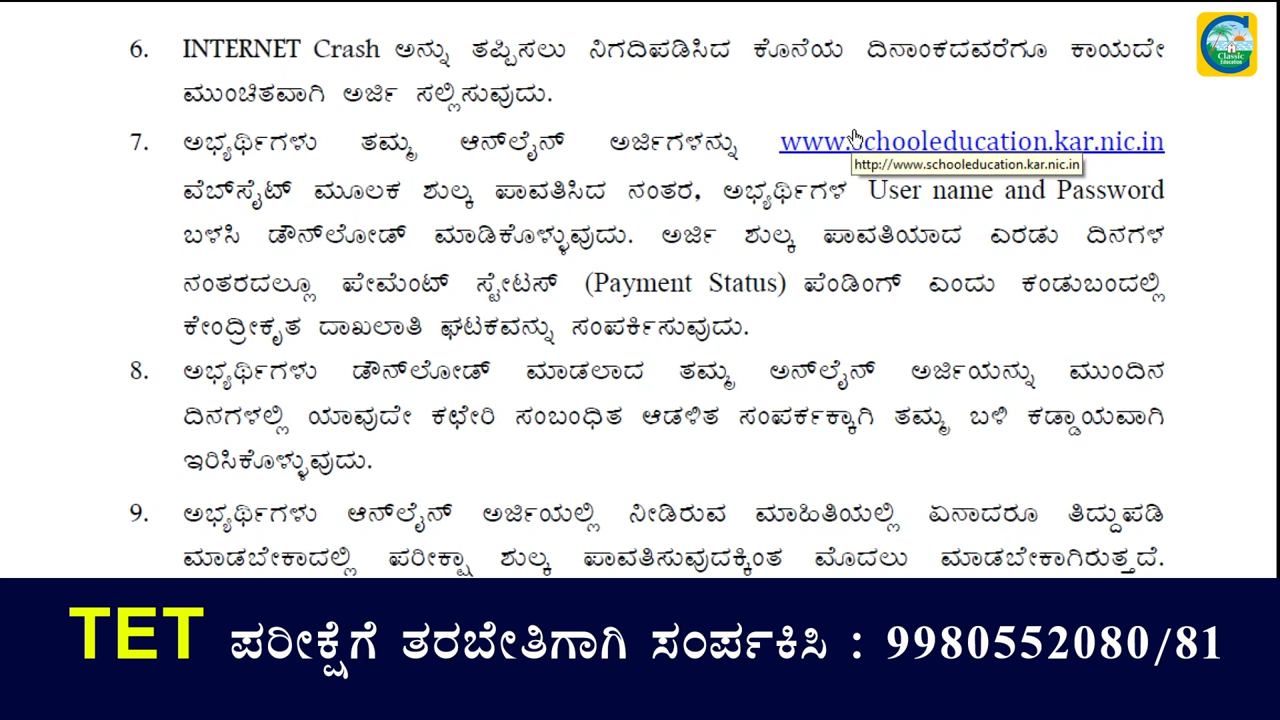 6. INTERNET Crash ಅನ್ನು ತಪ್ಪಿಸಲು ನಿಗದಿಪಡಿಸಿದ ಕೊನೆಯ ದಿನಾಂಕದವರೆಗೂ ಕಾಯದೇ
ಮುಂಚಿತವಾಗಿ ಅರ್ಜಿ ಸಲ್ಲಿಸುವುದು.
7. ಅಭ್ಯರ್ಥಿಗಳು ತಮ್ಮ ಆನ್‌ಲೈನ್ ಅರ್ಜಿಗಳನ್ನು www.schooleducation.kar.nic.in
http://www.schooleducation.kar.nic.in
ವೆಬ್‌ಸೈಟ್ ಮೂಲಕ ಶುಲ್ಕ ಪಾವತಿಸಿದ ನಂತರ, ಅಭ್ಯರ್ಥಿಗಳ User name and Password
ಬಳಸಿ ಡೌನ್‌ಲೋಡ್ ಮಾಡಿಕೊಳ್ಳುವುದು. ಅರ್ಜಿ ಶುಲ್ಕ ಪಾವತಿಯಾದ ಎರಡು ದಿನಗಳ
ನಂತರದಲ್ಲೂ ಪೇಮೆಂಟ್ ಸ್ಟೇಟಸ್ (Payment Status) ಪೆಂಡಿಂಗ್ ಎಂದು ಕಂಡುಬಂದಲ್ಲಿ
ಕೇಂದ್ರೀಕೃತ ದಾಖಲಾತಿ ಘಟಕವನ್ನು ಸಂಪರ್ಕಿಸುವುದು.
8. ಅಭ್ಯರ್ಥಿಗಳು ಡೌನ್‌ಲೋಡ್ ಮಾಡಲಾದ ತಮ್ಮ ಅನ್‌ಲೈನ್ ಅರ್ಜಿಯನ್ನು ಮುಂದಿನ
ದಿನಗಳಲ್ಲಿ ಯಾವುದೇ ಕಛೇರಿ ಸಂಬಂಧಿತ ಆಡಳಿತ ಸಂಪರ್ಕಕ್ಕಾಗಿ ತಮ್ಮ ಬಳಿ ಕಡ್ಡಾಯವಾಗಿ
ಇರಿಸಿಕೊಳ್ಳುವುದು.
9. ಅಭ್ಯರ್ಥಿಗಳು ಆನ್‌ಲೈನ್ ಅರ್ಜಿಯಲ್ಲಿ ನೀಡಿರುವ ಮಾಹಿತಿಯಲ್ಲಿ ಏನಾದರೂ ತಿದ್ದುಪಡಿ
ಮಾಡಬೇಕಾದಲ್ಲಿ ಪರೀಕ್ಷಾ ಶುಲ್ಕ ಪಾವತಿಸುವುದಕ್ಕಿಂತ ಮೊದಲು ಮಾಡಬೇಕಾಗಿರುತ್ತದೆ.
Classic
Education
TET ಪರೀಕ್ಷೆಗೆ ತರಬೇತಿಗಾಗಿ ಸಂರ್ಪಕಿಸಿ : 9980552080/81